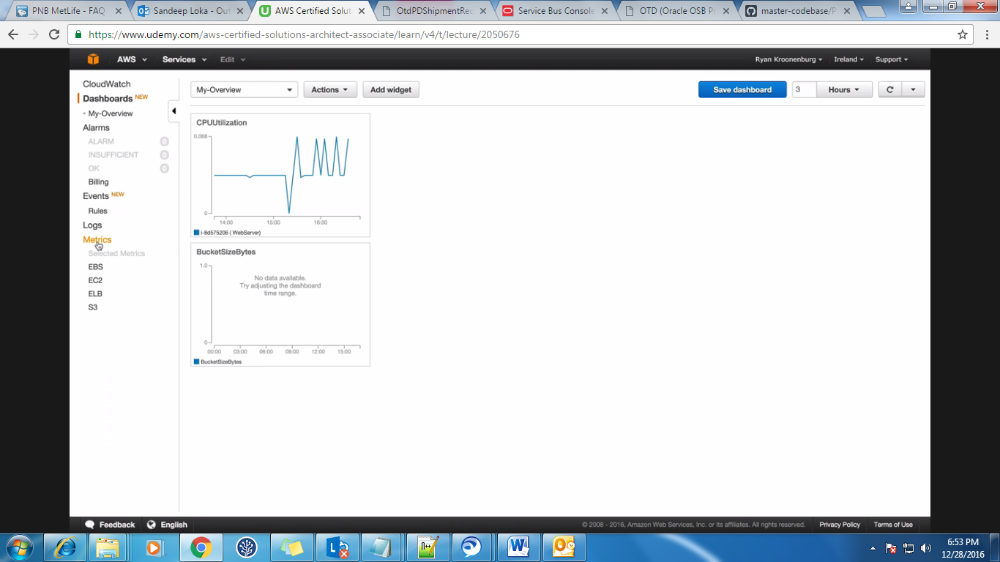 PNB MetLife - FAQ
Sandeep Loka - Out
AWS Certified Solut
OtdPDShipmentRec
Service Bus Console
OTD (Oracle OSB Pr
master-codebase/P
https://www.udemy.com/aws-certified-solutions-architect-associate/learn/v4/t/lecture/2050676
AWS Services Edit Ryan Kroonenburg Ireland Support
CloudWatch
Dashboards NEW
My-Overview
Alarms
ALARM 0
INSUFFICIENT 0
OK 0
Billing
Events NEW
Rules
Logs
Metrics
Selected Metrics
EBS
EC2
ELB
S3
My-Overview Actions Add widget Save dashboard 3 Hours
CPUUtilization
0.068
0
14:00 15:00 16:00
i-8d575206 (WebServer)
BucketSizeBytes
1.0
No data available.
Try adjusting the dashboard
time range.
0
00:00 03:00 06:00 09:00 12:00 15:00
BucketSizeBytes
Feedback English © 2008 - 2016, Amazon Web Services, Inc. or its affiliates. All rights reserved. Privacy Policy Terms of Use
6:53 PM
12/28/2016